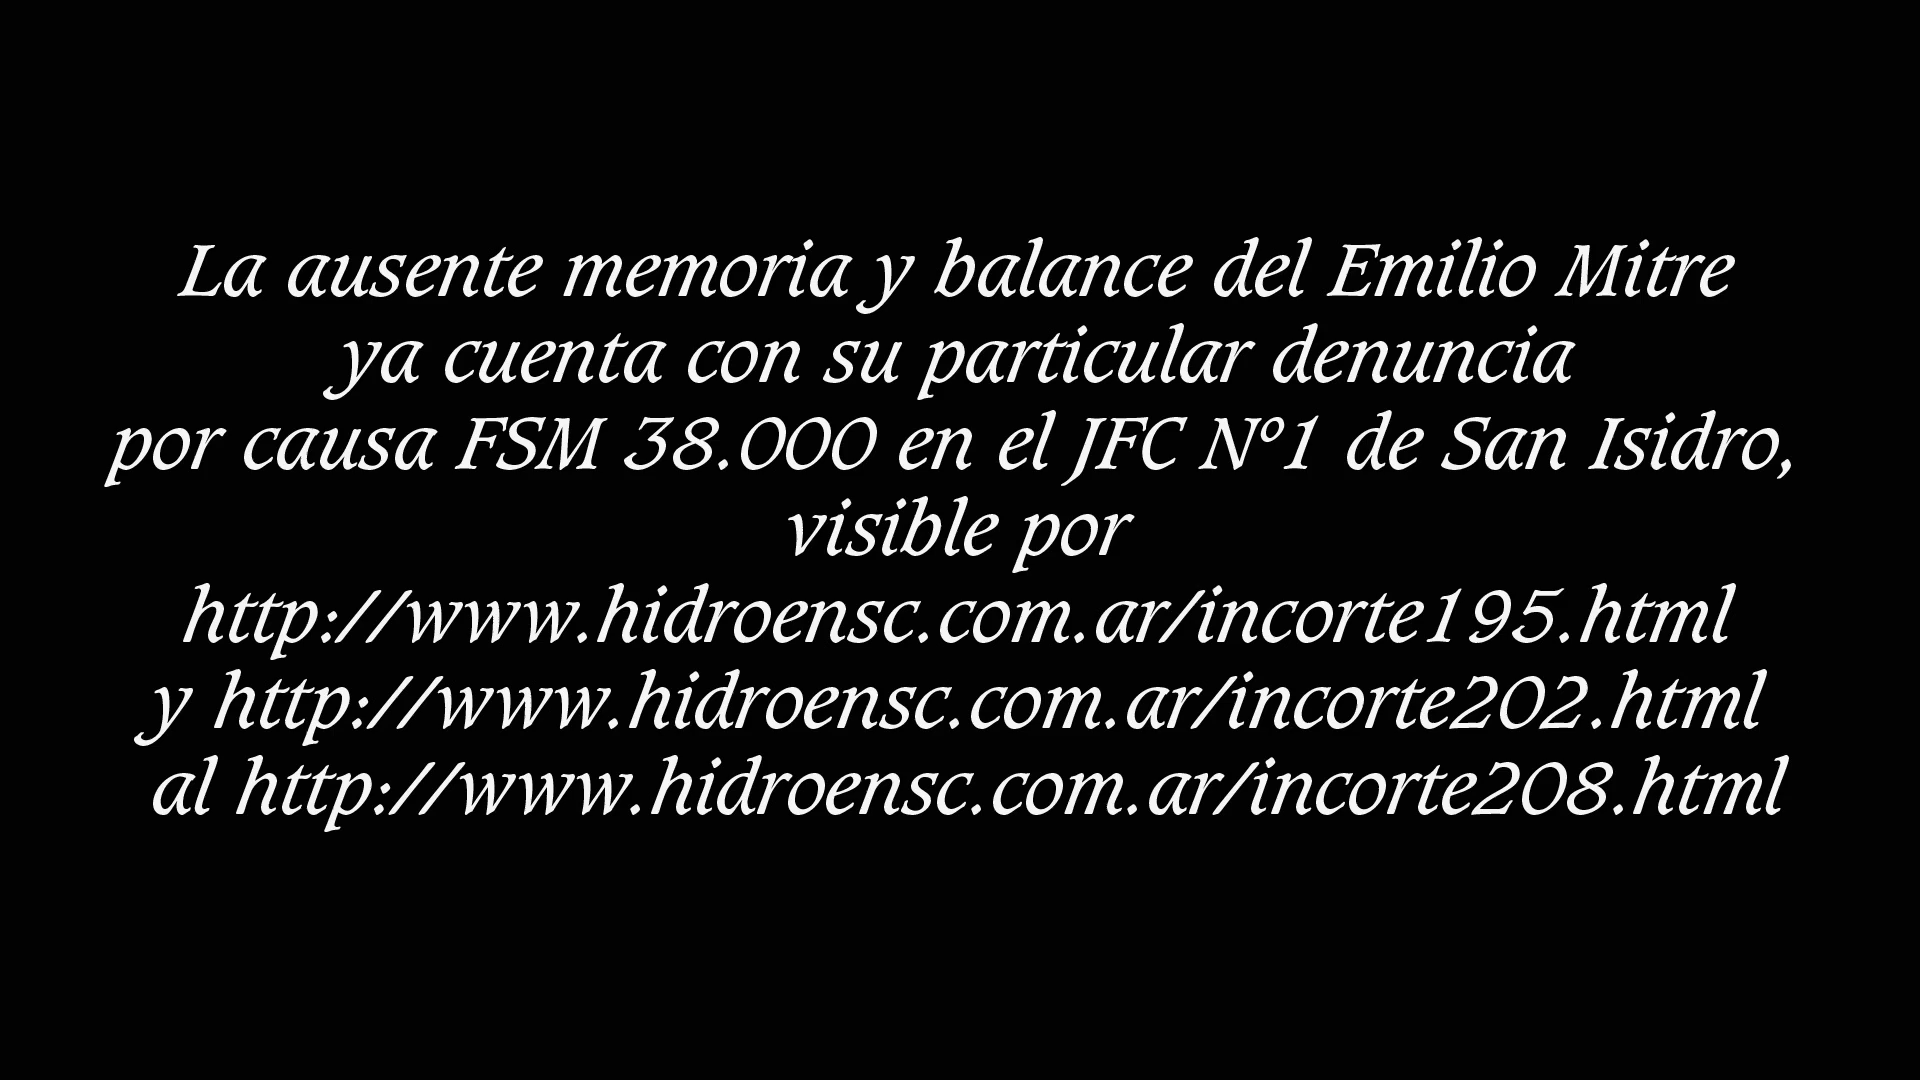 La ausente memoria y balance del Emilio Mitre
ya cuenta con su particular denuncia
por causa FSM 38.000 en el JFC Nº1 de San Isidro,
visible por
http://www.hidroensc.com.ar/incorte195.html
y http://www.hidroensc.com.ar/incorte202.html
al http://www.hidroensc.com.ar/incorte208.html